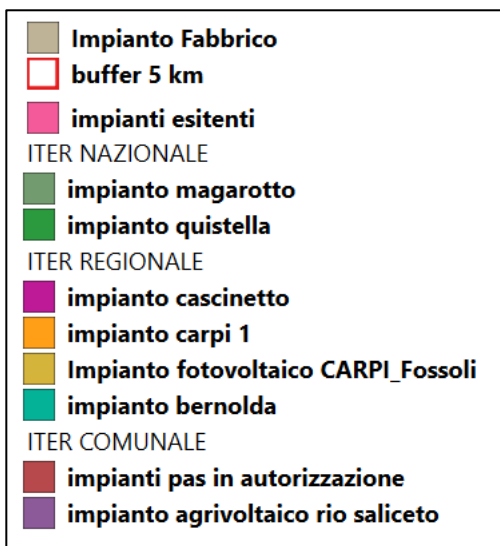 Impianto Fabbrico
buffer 5 km
impianti esitenti
ITER NAZIONALE
impianto magarotto
impianto quistella
ITER REGIONALE
impianto cascinetto
impianto carpi 1
Impianto fotovoltaico CARPI_Fossoli
impianto bernolda
ITER COMUNALE
impianti pas in autorizzazione
impianto agrivoltaico rio saliceto